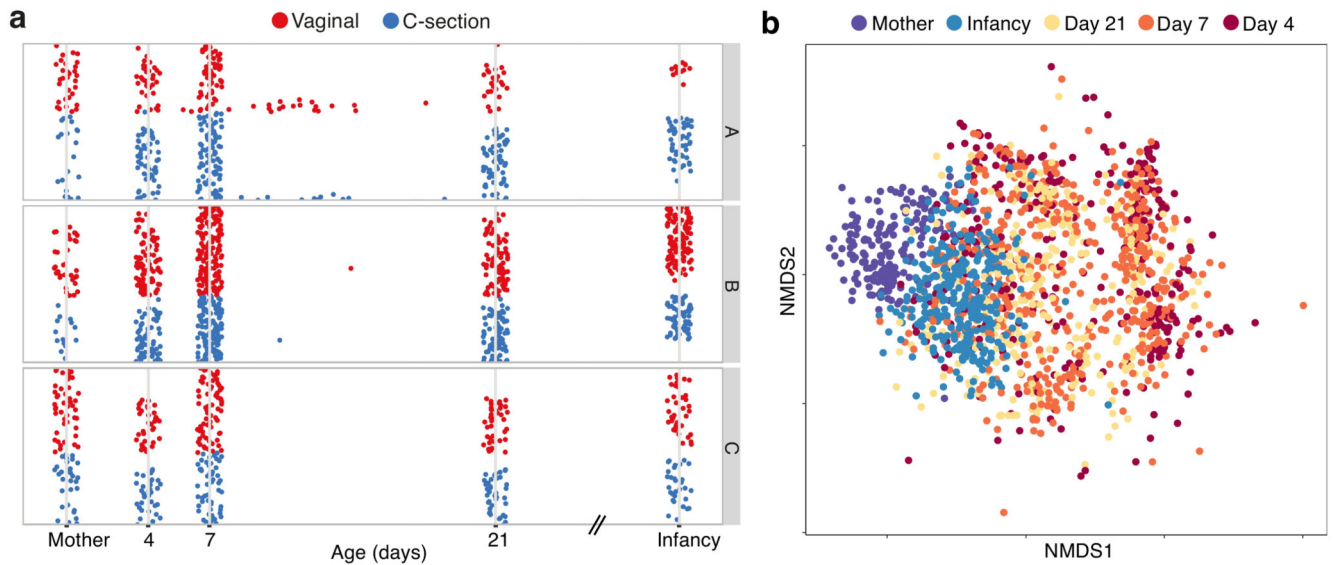 a
Vaginal C-section
A
B
C
Mother 4 7 21 Infancy
Age (days)
b
Mother Infancy Day 21 Day 7 Day 4
NMDS2
NMDS1